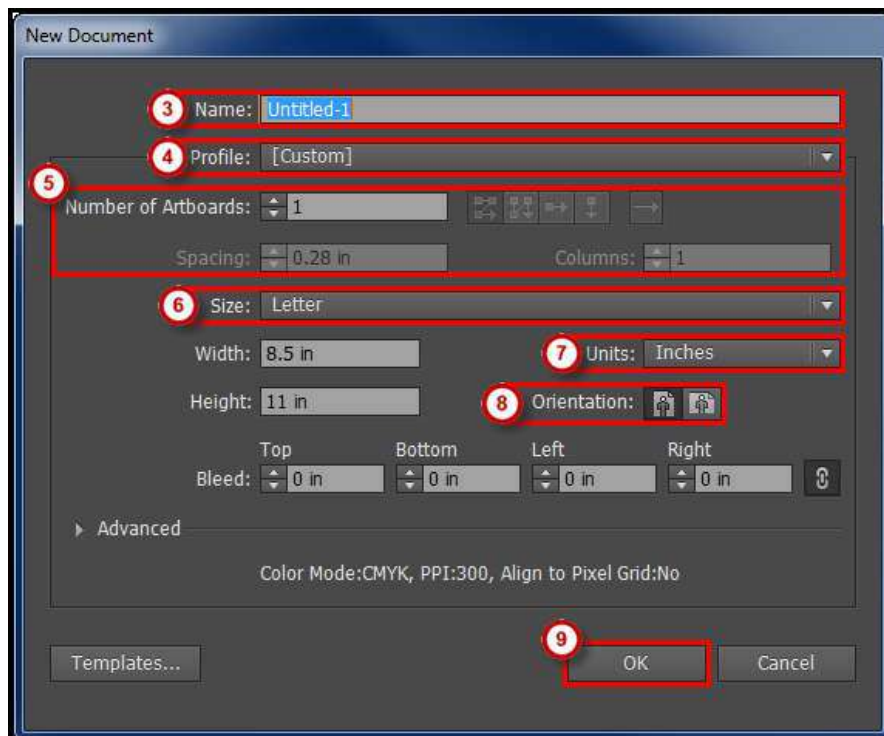 New Document
3 Name: Untitled-1
4 Profile: [Custom]
5
Number of Artboards: 1
Spacing: 0.28 in Columns: 1
6 Size: Letter
Width: 8.5 in 7 Units: Inches
Height: 11 in 8 Orientation:
Top Bottom Left Right
Bleed: 0 in 0 in 0 in 0 in
Advanced
Color Mode:CMYK, PPI:300, Align to Pixel Grid:No
9
Templates... OK Cancel